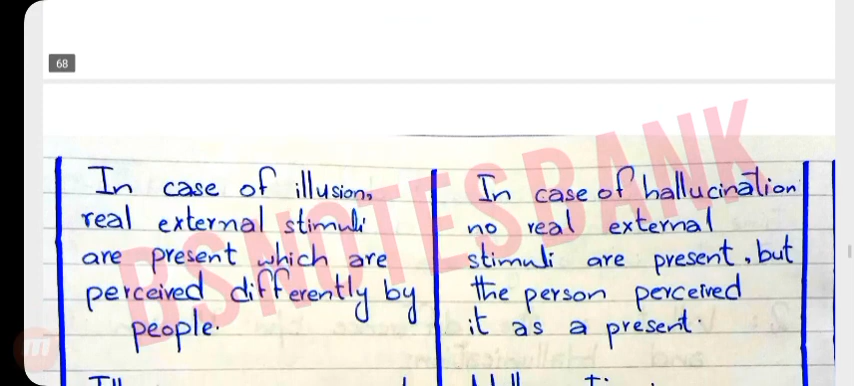 68
BSNOTESBANK
In case of illusion,
real external stimuli
are present which are
perceived differently by
people.
In case of hallucination
no real external
stimuli are present, but
the person perceived
it as a present.